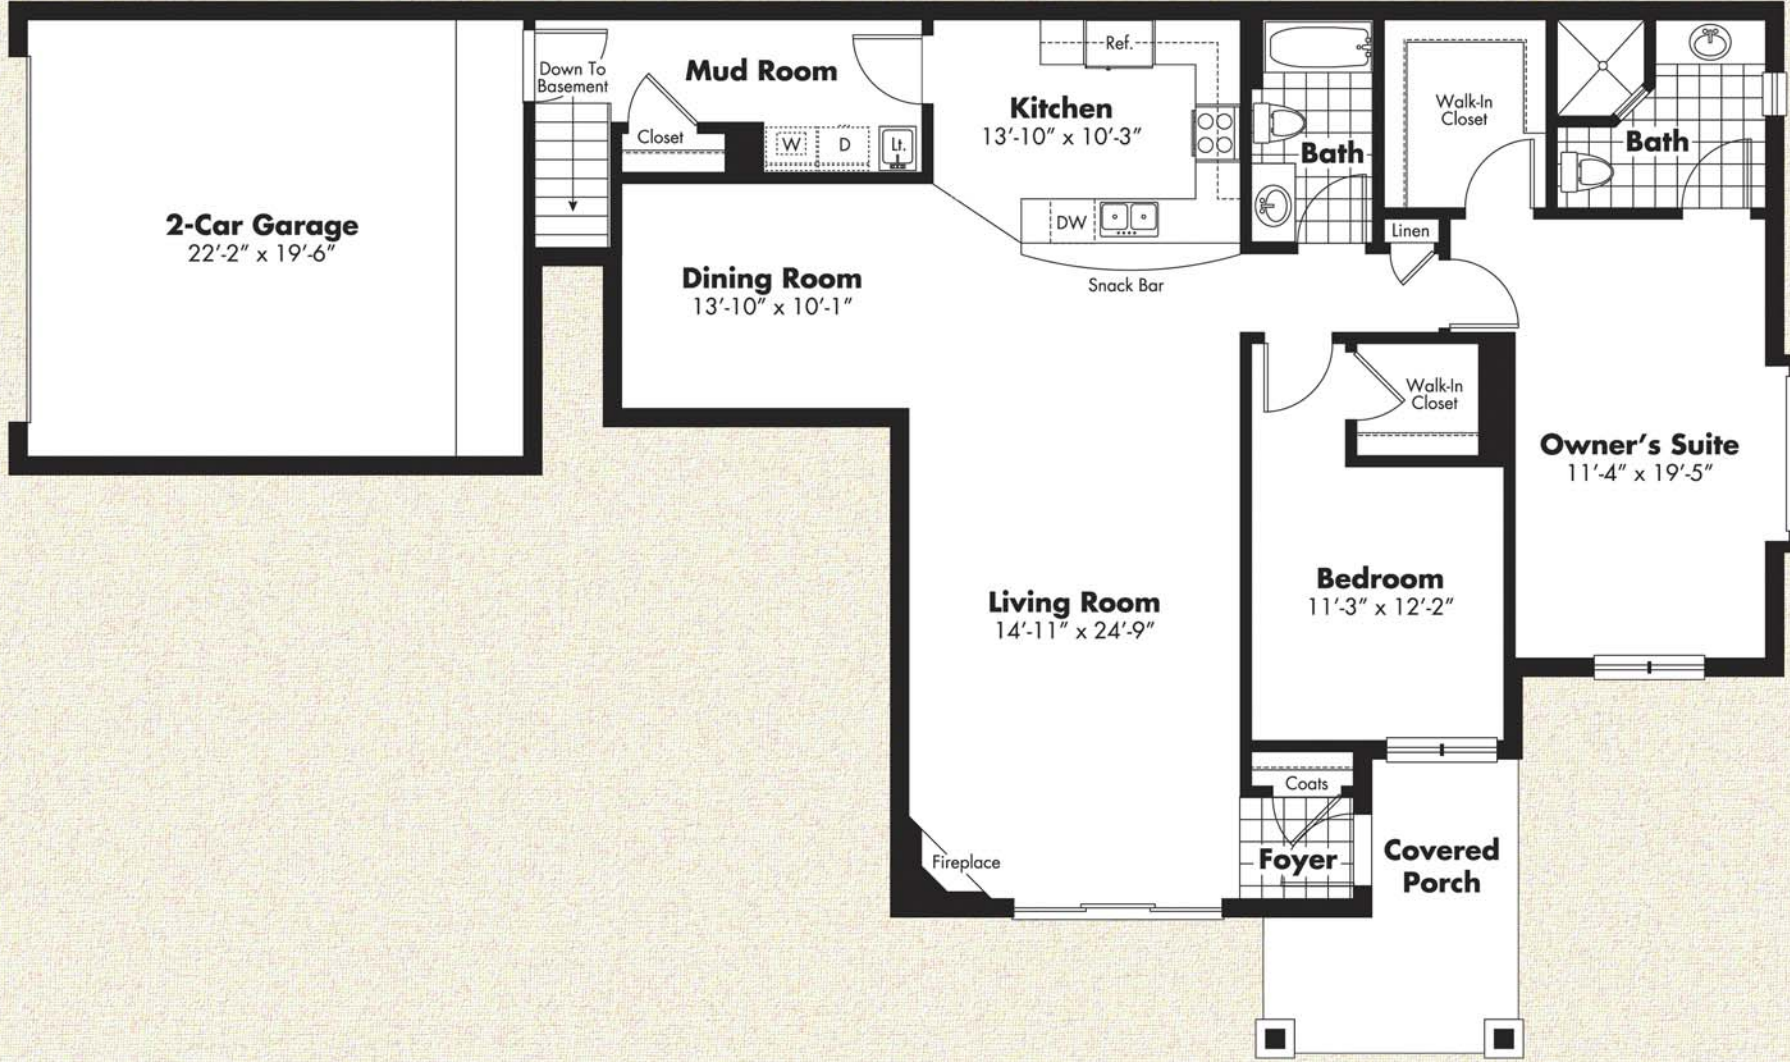 2-Car Garage
22'-2" x 19'-6"
Down To
Basement
Mud Room
Closet
W
D
Lt.
Kitchen
13'-10" x 10'-3"
Ref.
DW
Snack Bar
Dining Room
13'-10" x 10'-1"
Bath
Walk-In
Closet
Linen
Bath
Walk-In
Closet
Owner's Suite
11'-4" x 19'-5"
Bedroom
11'-3" x 12'-2"
Living Room
14'-11" x 24'-9"
Fireplace
Coats
Foyer
Covered
Porch